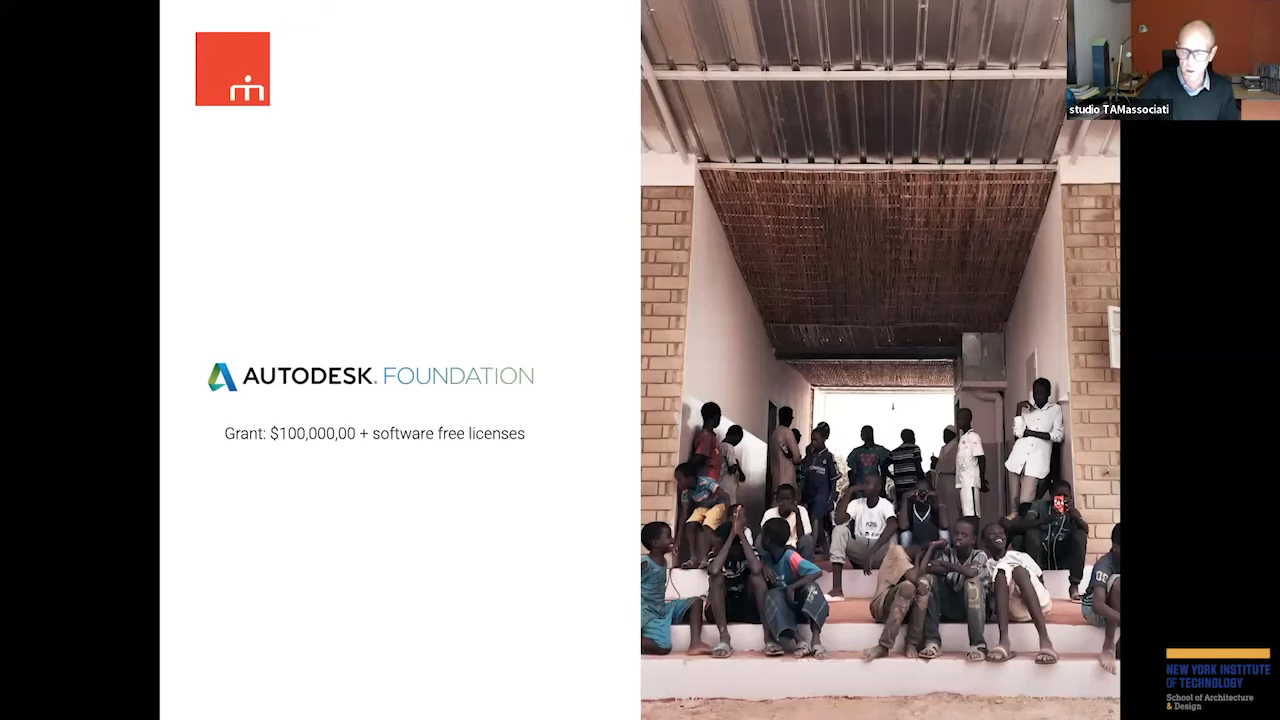 studio TAMassociati
AUTODESK. FOUNDATION
Grant: $100,000,00 + software free licenses
NEW YORK INSTITUTE
OF TECHNOLOGY
School of Architecture
& Design